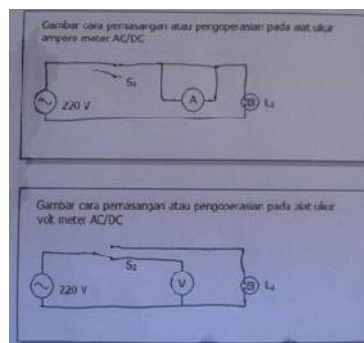 Gambar cara pemasangan atau pengoperasian pada alat ukur
ampere meter AC/DC
S₁
A
L₁
220 V
Gambar cara pemasangan atau pengoperasian pada alat ukur
volt meter AC/DC
S₂
V
220 V